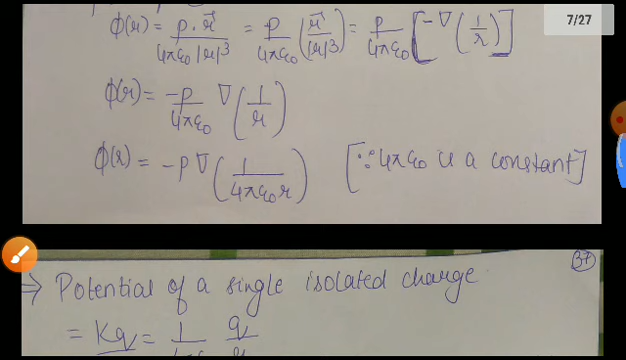 7/27
ϕ(r) = p.r⃗ / 4πε₀|r|³ = p/4πε₀ (r⃗/|r|³) = p/4πε₀ [-∇(1/r)]
ϕ(r) = -p/4πε₀ ∇(1/r)
ϕ(r) = -p∇(1/4πε₀r) [∵ 4πε₀ is a constant]
37
→ Potential of a single isolated charge
= Kq = 1 q